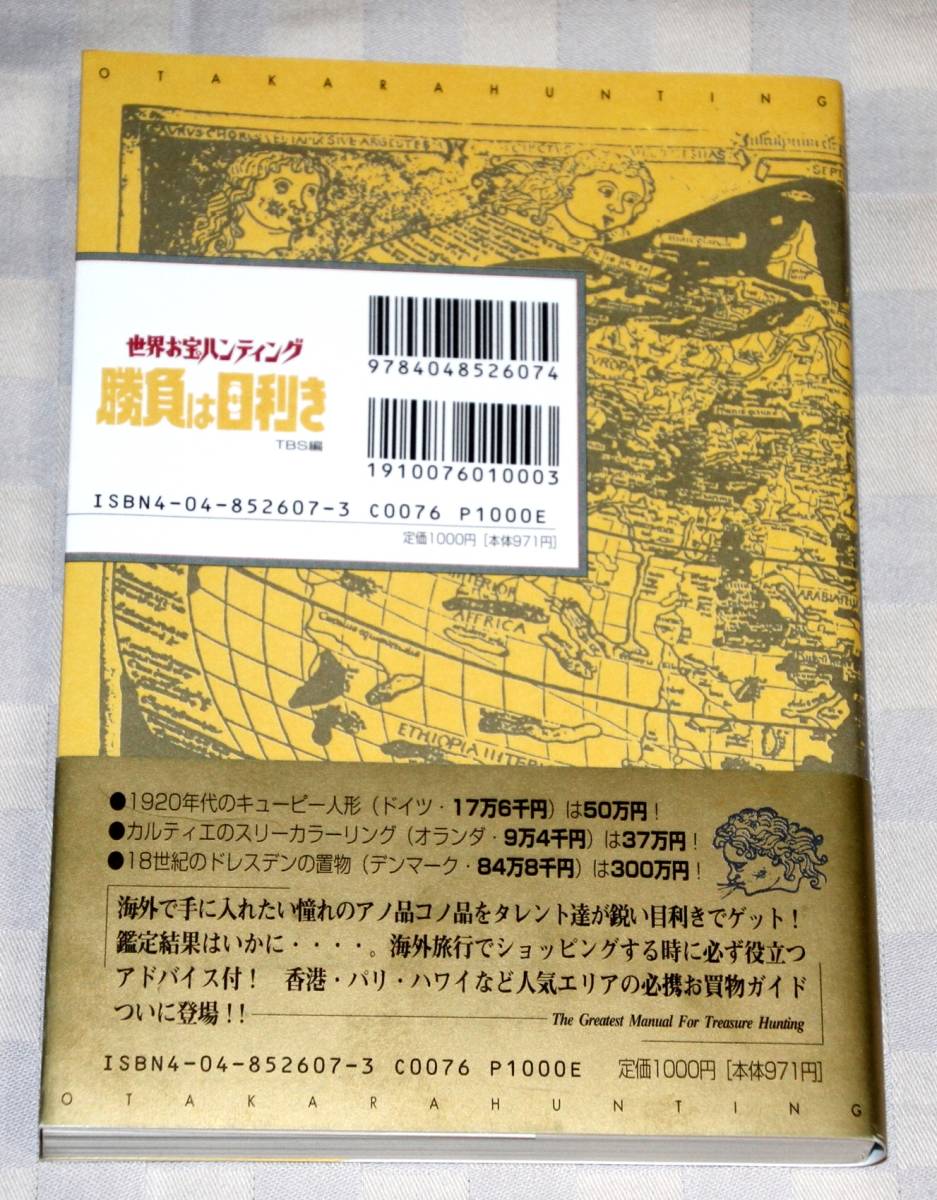 OTAKARAHUNTING
世界お宝ハンティング
勝負は目利き
TBS編
9784048526074
1910076010003
ISBN4-04-852607-3 C0076 P1000E
定価1000円[本体971円]
INTERIOR
AFFRICA
ARABIA
ETHIOPIA INTER
●1920年代のキューピー人形(ドイツ・17万6千円)は50万円!
●カルティエのスリーカラーリング(オランダ・9万4千円)は37万円!
●18世紀のドレスデンの置物(デンマーク・84万8千円)は300万円!
海外で手に入れたい憧れのアノ品コノ品をタレント達が鋭い目利きでゲット!
鑑定結果はいかに・・・・。海外旅行でショッピングする時に必ず役立つ
アドバイス付! 香港・パリ・ハワイなど人気エリアの必携お買物ガイド
ついに登場!!
The Greatest Manual For Treasure Hunting
ISBN4-04-852607-3 C0076 P1000E 定価1000円[本体971円]
OTAKARAHUNTING